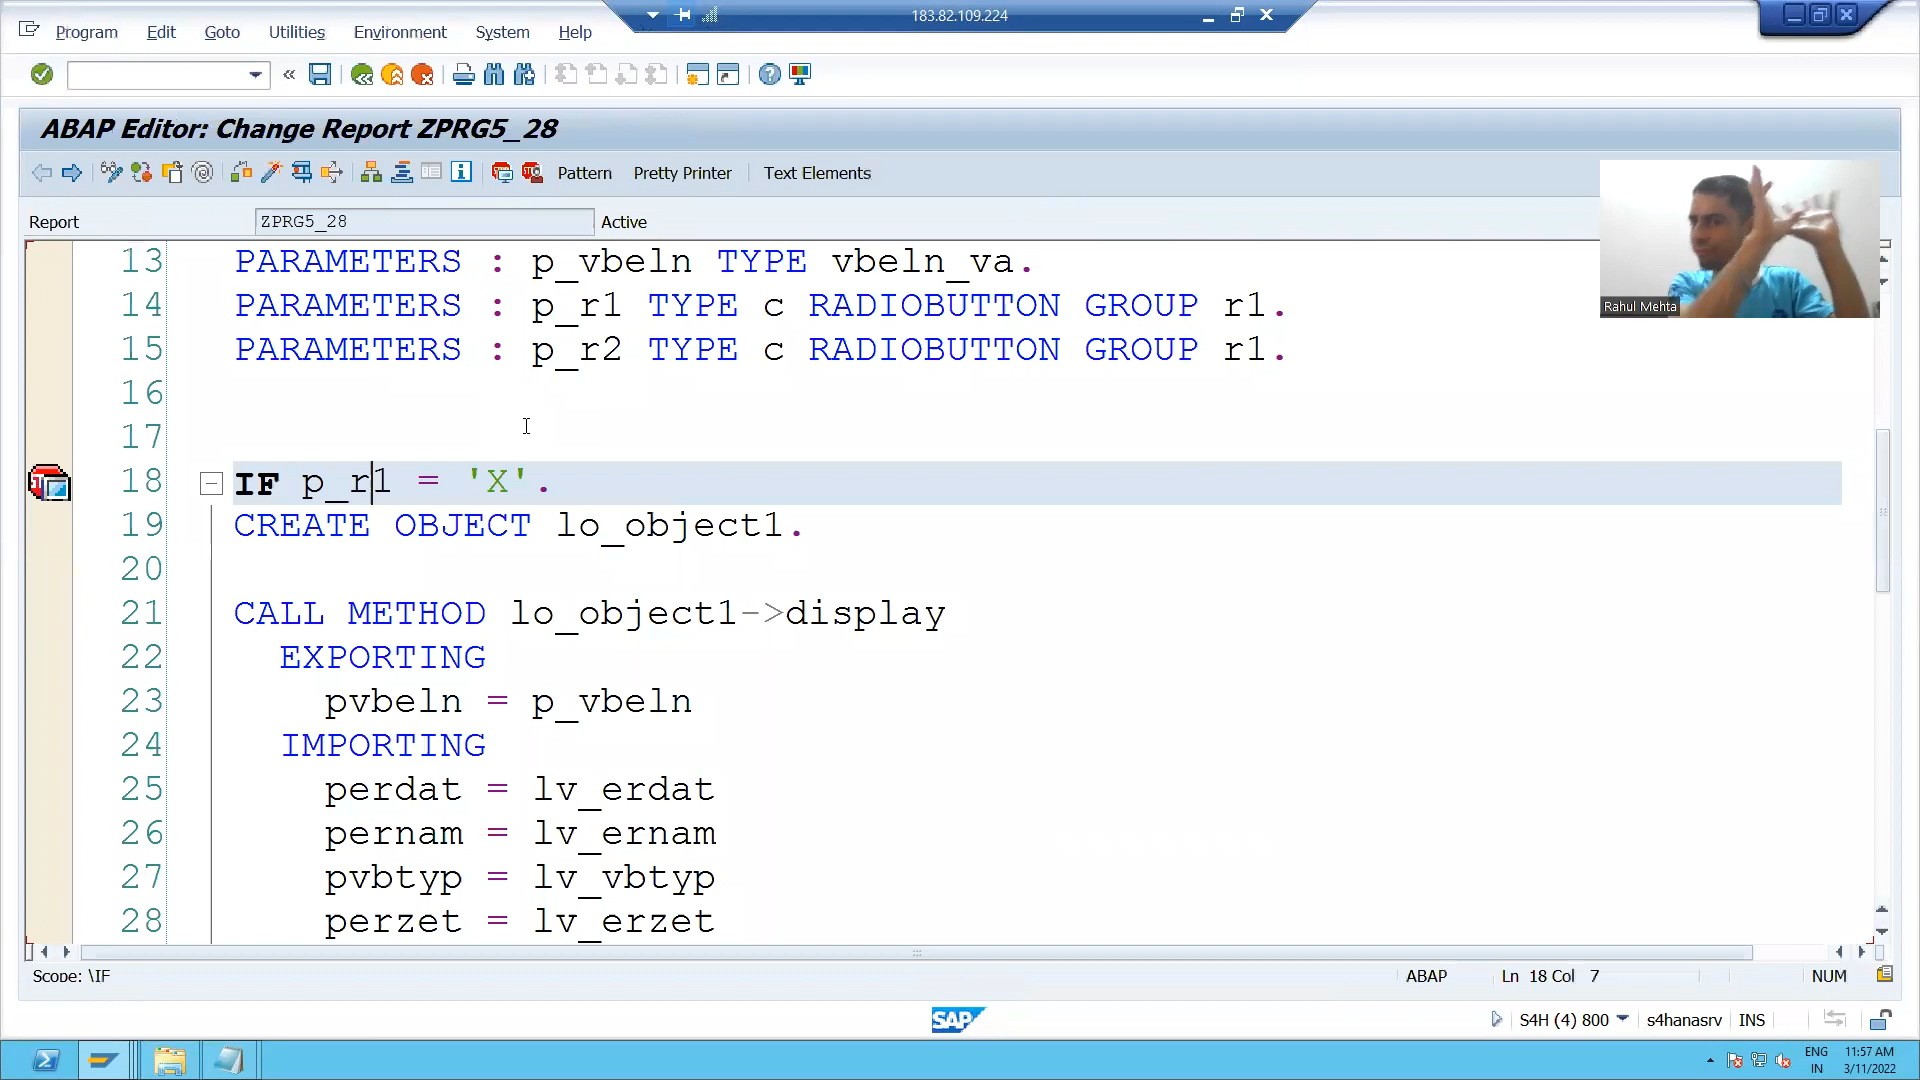 183.82.109.224
Program Edit Goto Utilities Environment System Help
ABAP Editor: Change Report ZPRG5_28
Pattern Pretty Printer Text Elements
Report ZPRG5_28 Active
13 PARAMETERS : p_vbeln TYPE vbeln_va.
14 PARAMETERS : p_r1 TYPE c RADIOBUTTON GROUP r1.
15 PARAMETERS : p_r2 TYPE c RADIOBUTTON GROUP r1.
16
17
18 IF p_r1 = 'X'.
19 CREATE OBJECT lo_object1.
20
21 CALL METHOD lo_object1->display
22 EXPORTING
23 pvbeln = p_vbeln
24 IMPORTING
25 perdat = lv_erdat
26 pernam = lv_ernam
27 pvbtyp = lv_vbtyp
28 perzet = lv_erzet
Rahul Mehta
Scope: \IF ABAP Ln 18 Col 7 NUM
SAP S4H (4) 800 s4hanasrv INS
ENG 11:57 AM
IN 3/11/2022